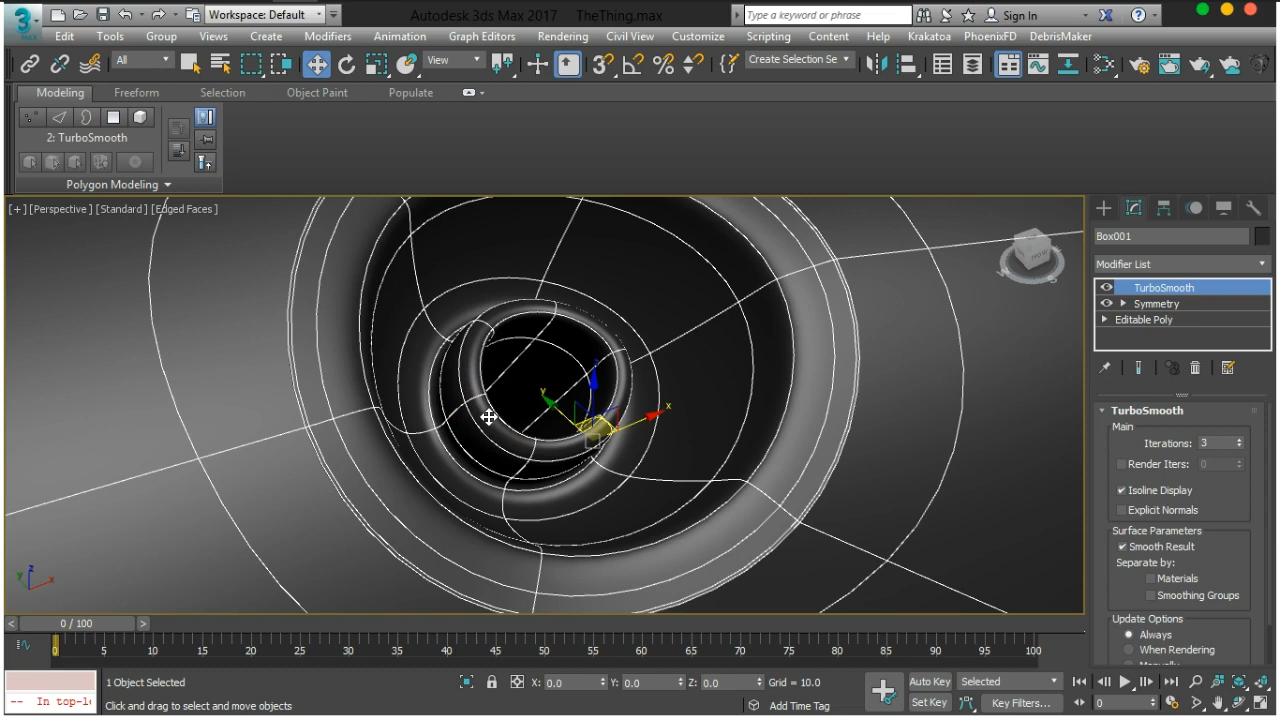 Workspace: Default
Autodesk 3ds Max 2017 TheThing.max
Type a keyword or phrase
Sign In
3
MAX
Edit Tools Group Views Create Modifiers Animation Graph Editors Rendering Civil View Customize Scripting Content Help Krakatoa PhoenixFD DebrisMaker
All
View
Create Selection Se
Modeling Freeform Selection Object Paint Populate
2: TurboSmooth
Polygon Modeling
[+] [Perspective] [Standard] [Edged Faces]
Box001
Modifier List
TurboSmooth
Symmetry
Editable Poly
TurboSmooth
Main
Iterations: 3
Render Iters: 0
Isoline Display
Explicit Normals
Surface Parameters
Smooth Result
Separate by:
Materials
Smoothing Groups
Update Options
Always
When Rendering
Manually
x
y
z
x
y
< 0 / 100 >
0 5 10 15 20 25 30 35 40 45 50 55 60 65 70 75 80 85 90 95 100
1 Object Selected
X: 0.0 Y: 0.0 Z: 0.0 Grid = 10.0
Auto Key Selected
-- In top-l
Click and drag to select and move objects
Add Time Tag
Set Key Key Filters...
0